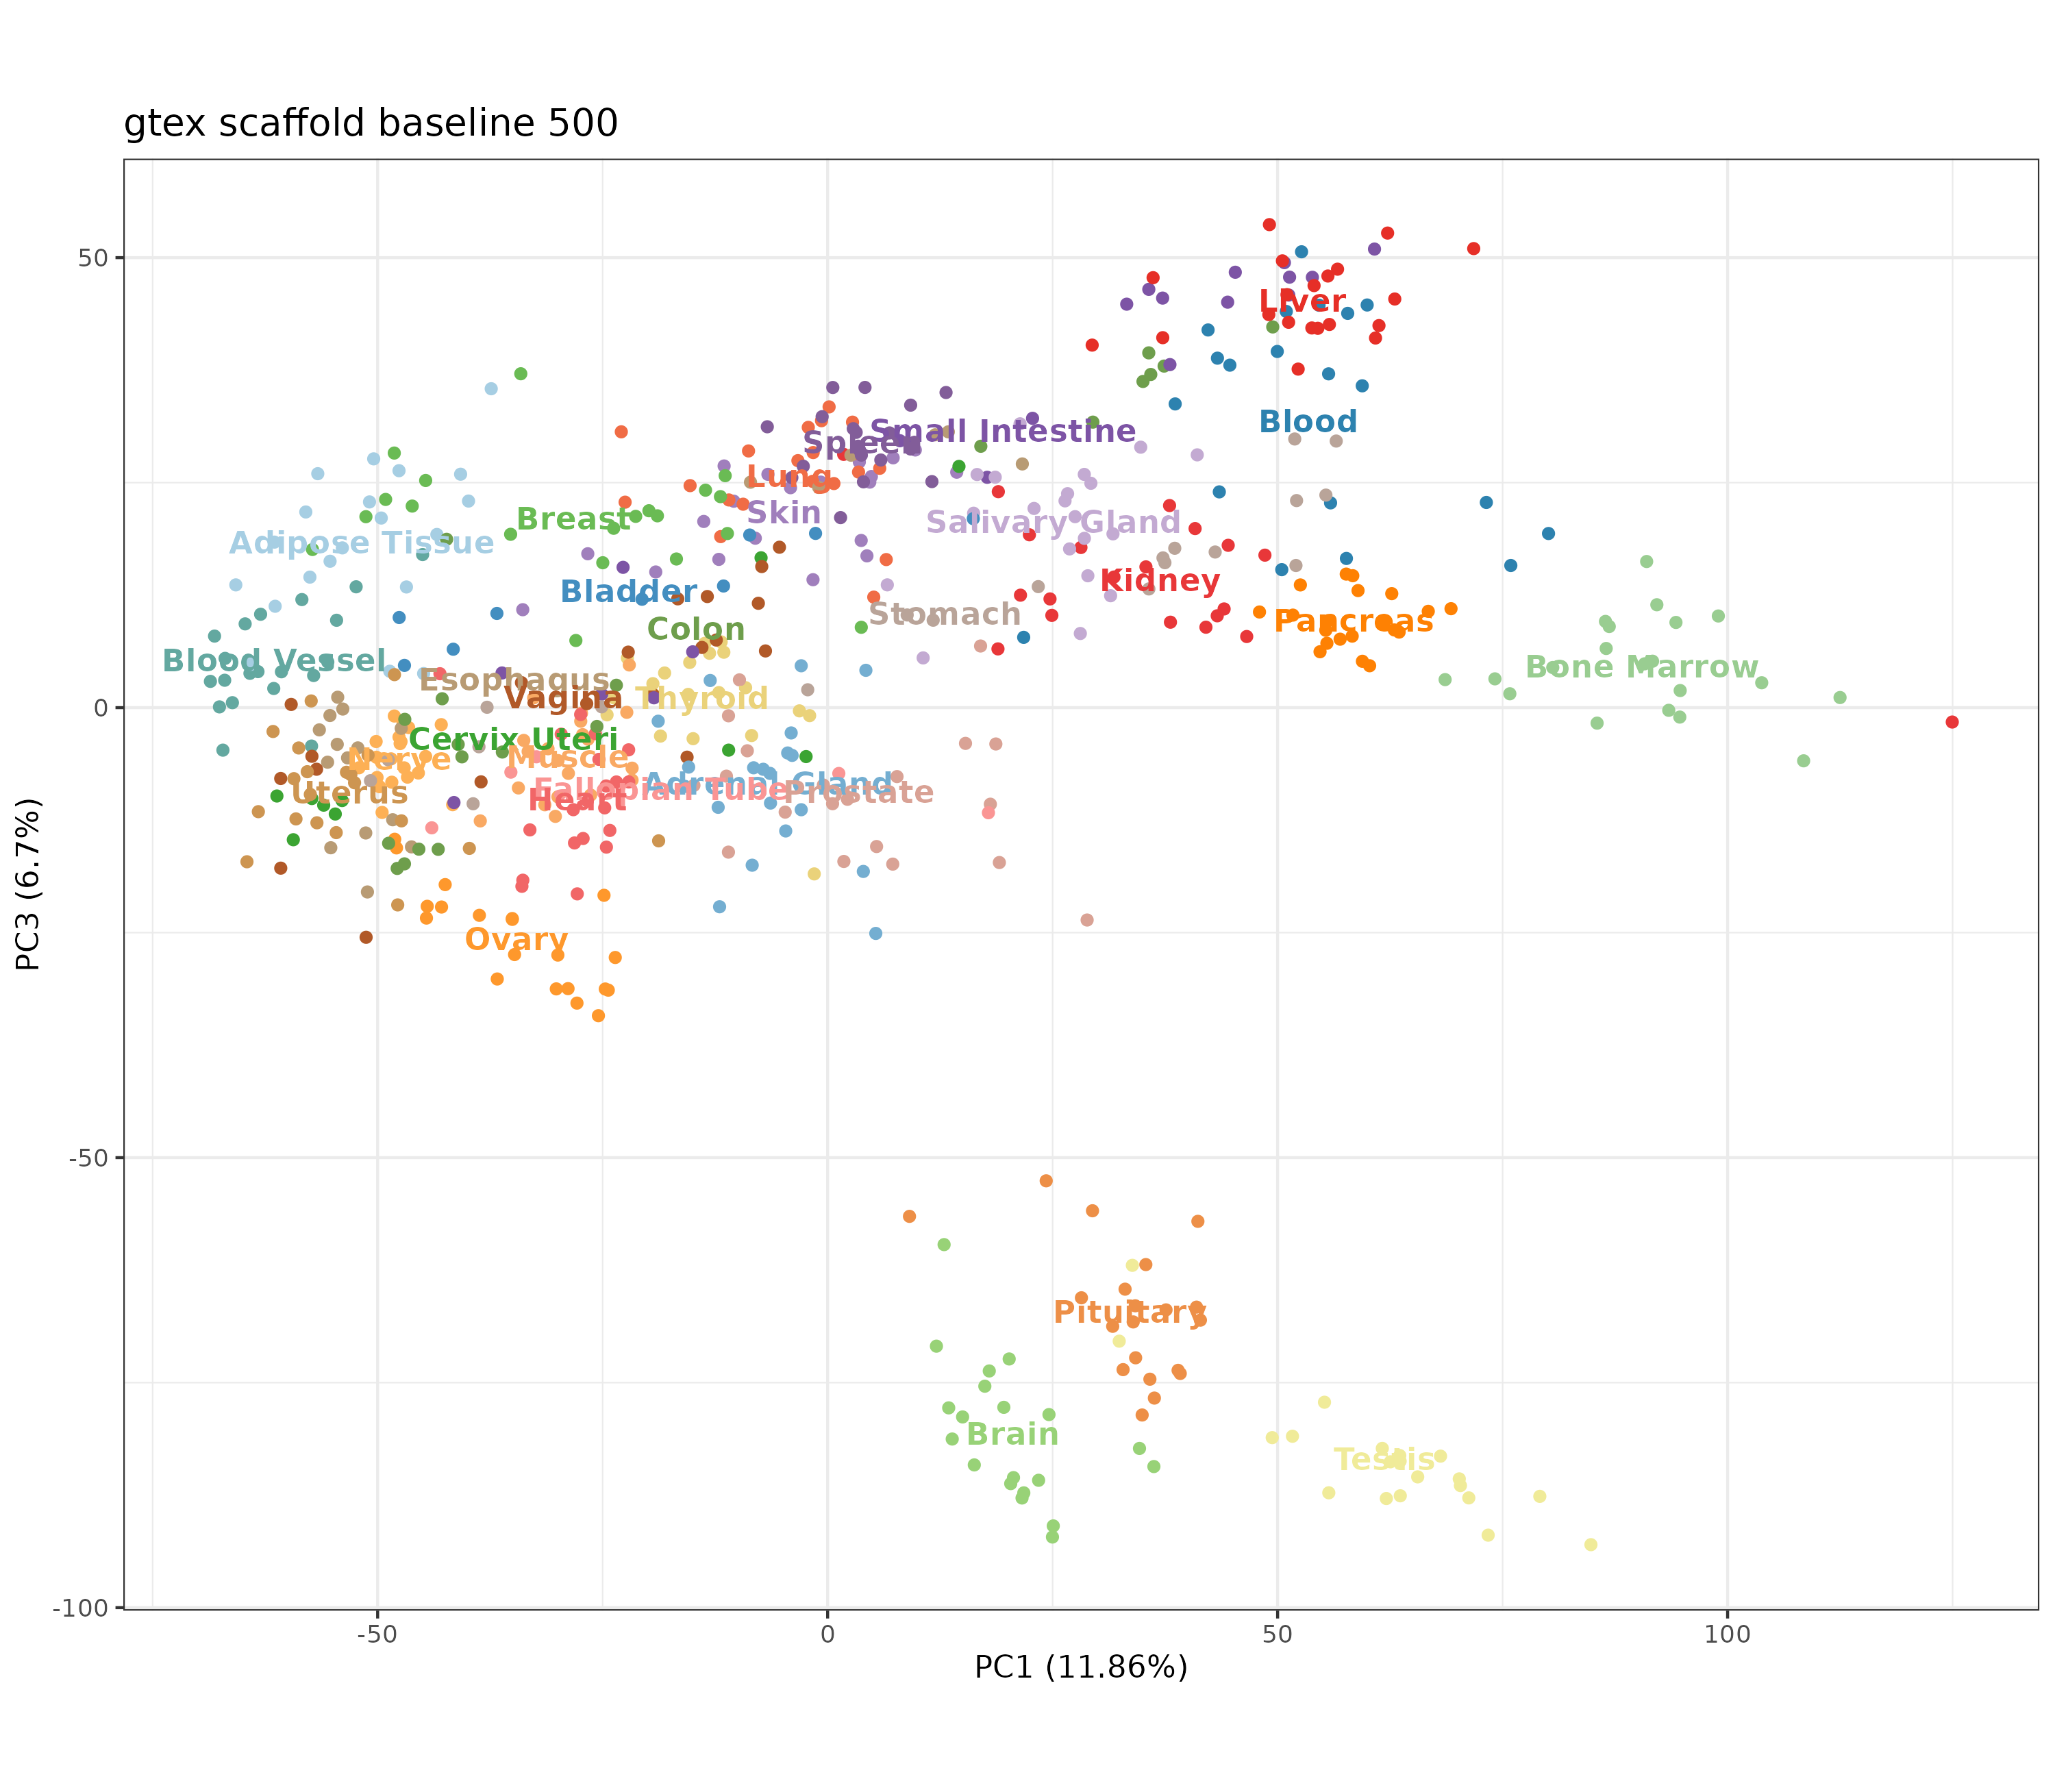 gtex scaffold baseline 500
50
0
-50
-100
PC3 (6.7%)
Liver
Blood
Small Intestine
Spleen
Lung
Skin
Breast
Salivary Gland
Adipose Tissue
Kidney
Bladder
Stomach
Pancreas
Colon
Blood Vessel
Bone Marrow
Esophagus
Vagina
Thyroid
Cervix Uteri
Nerve
Muscle
Adrenal Gland
Fallopian Tube
Prostate
Uterus
Heart
Ovary
Pituitary
Brain
Testis
-50
0
50
100
PC1 (11.86%)